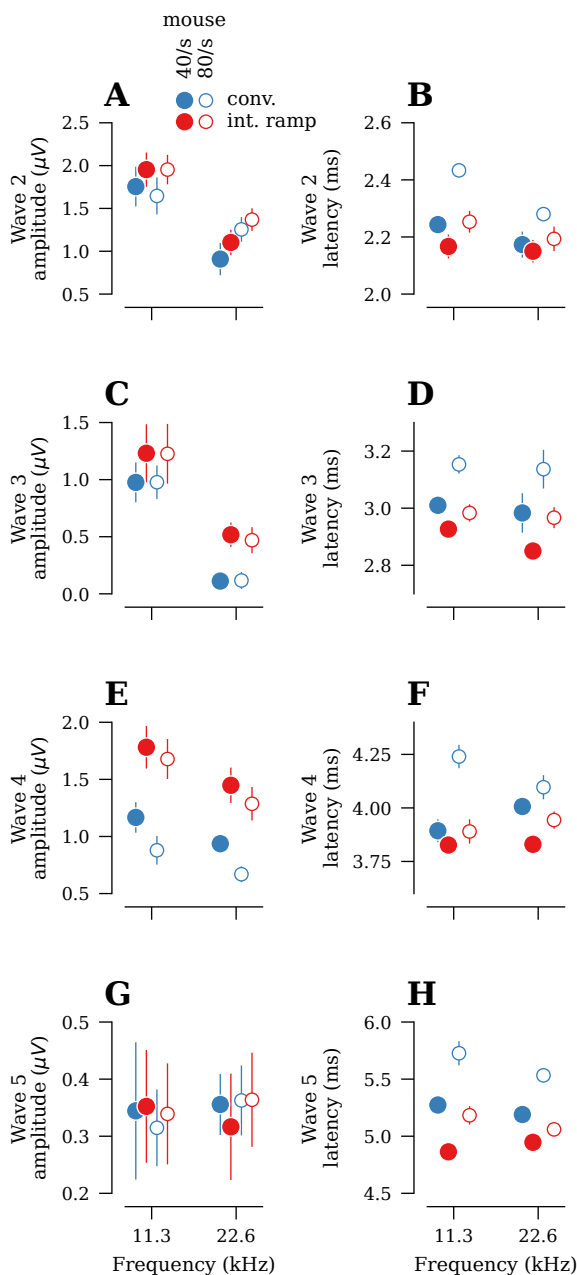 mouse
40/s
80/s
conv.
int. ramp
A
Wave 2
amplitude (µV)
2.5
2.0
1.5
1.0
0.5
B
Wave 2
latency (ms)
2.6
2.4
2.2
2.0
C
Wave 3
amplitude (µV)
1.5
1.0
0.5
0.0
D
Wave 3
latency (ms)
3.2
3.0
2.8
E
Wave 4
amplitude (µV)
2.0
1.5
1.0
0.5
F
Wave 4
latency (ms)
4.25
4.00
3.75
G
Wave 5
amplitude (µV)
0.5
0.4
0.3
0.2
11.3
22.6
Frequency (kHz)
H
Wave 5
latency (ms)
6.0
5.5
5.0
4.5
11.3
22.6
Frequency (kHz)